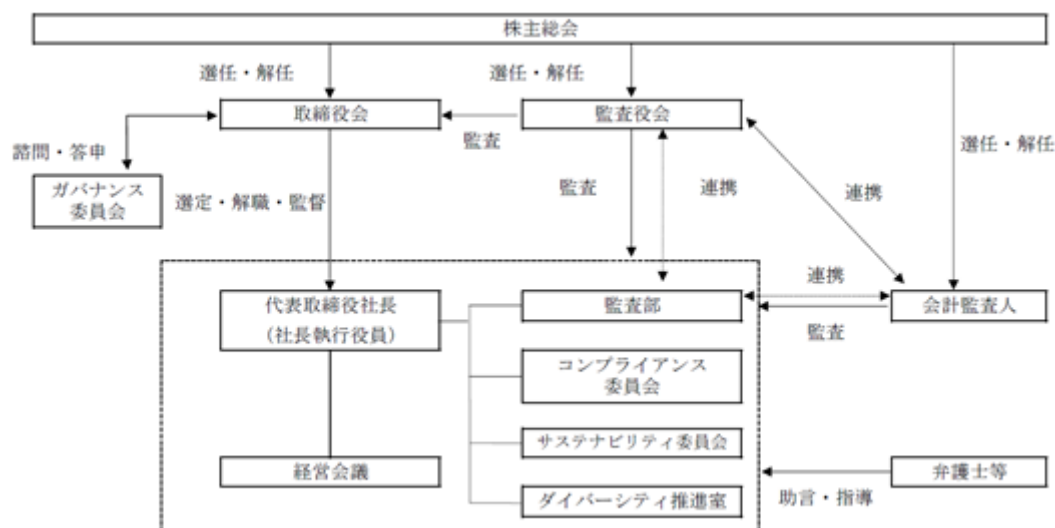 株主総会
選任・解任
選任・解任
取締役会
監査役会
監査
選任・解任
諮問・答申
ガバナンス
委員会
選定・解職・監督
監査
連携
連携
代表取締役社長
(社長執行役員)
監査部
連携
会計監査人
監査
コンプライアンス
委員会
サステナビリティ委員会
経営会議
弁護士等
助言・指導
ダイバーシティ推進室